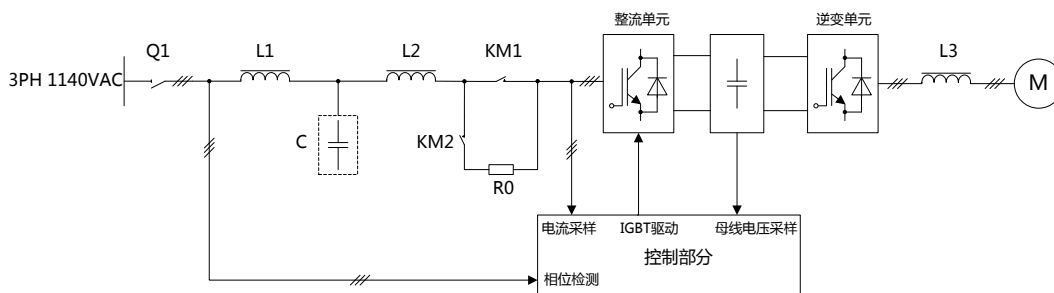 整流单元
逆变单元
Q1
L1
L2
KM1
L3
3PH 1140VAC
M
C
KM2
R0
电流采样
IGBT驱动
母线电压采样
控制部分
相位检测